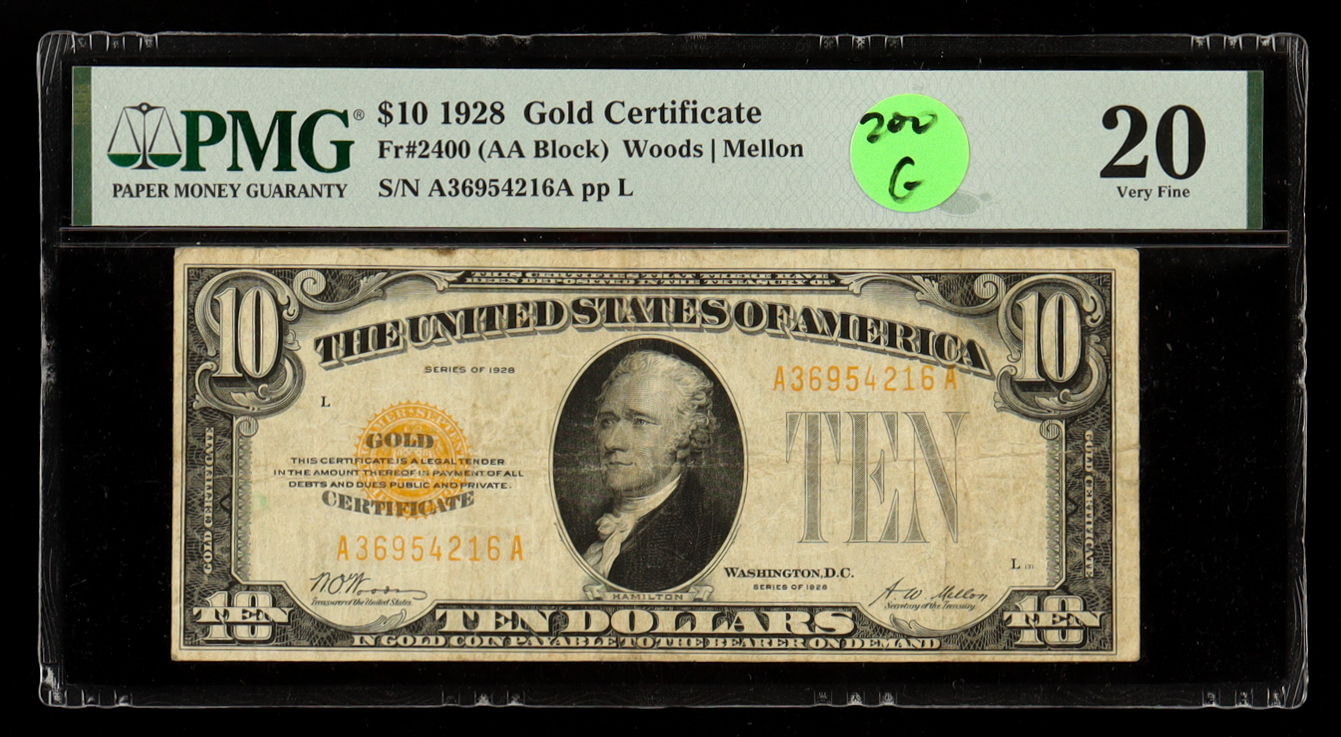 PMG®
PAPER MONEY GUARANTY
$10 1928 Gold Certificate
Fr#2400 (AA Block) Woods | Mellon
S/N A36954216A pp L
200
G
20
Very Fine
THIS CERTIFIES THAT THERE HAVE
BEEN DEPOSITED IN THE TREASURY OF
10
10
THE UNITED STATES OF AMERICA
SERIES OF 1928
A36954216A
L
GOLD
THIS CERTIFICATE IS A LEGAL TENDER
IN THE AMOUNT THEREOF IN PAYMENT OF ALL
DEBTS AND DUES PUBLIC AND PRIVATE.
CERTIFICATE
TEN
A36954216A
GOLD CERTIFICATE
GOLD CERTIFICATE
L
WASHINGTON, D.C.
SERIES OF 1928
W.O. Woods
Treasurer of the United States
A. W. Mellon
Secretary of the Treasury
HAMILTON
TEN
10
TEN DOLLARS
TEN
10
IN GOLD COIN PAYABLE TO THE BEARER ON DEMAND